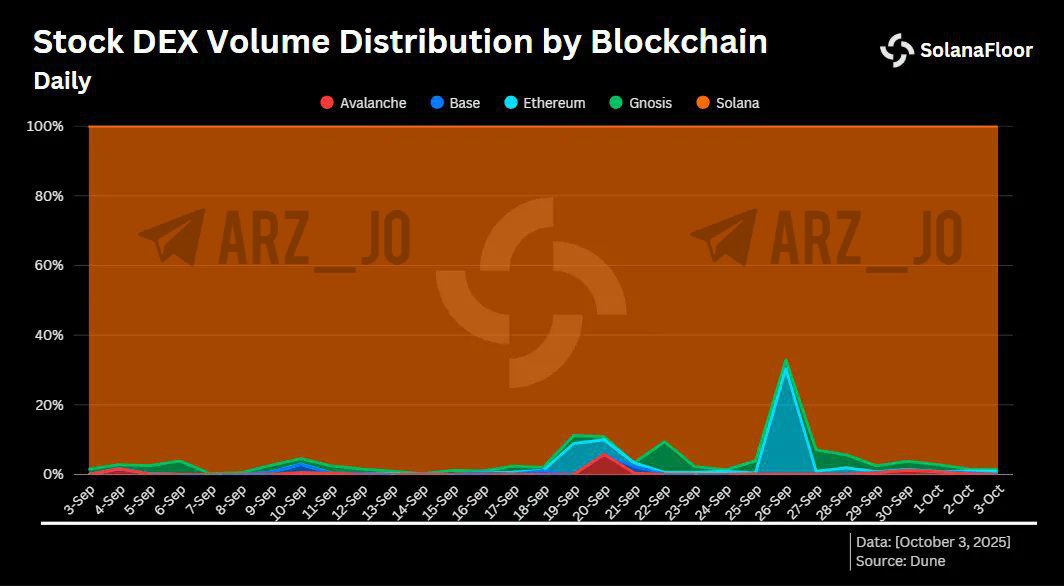 Stock DEX Volume Distribution by Blockchain
SolanaFloor
Daily
Avalanche Base Ethereum Gnosis Solana
100%
80%
60%
40%
20%
0%
ARZ__JO ARZ__JO
3-Sep 4-Sep 5-Sep 6-Sep 7-Sep 8-Sep 9-Sep 10-Sep 11-Sep 12-Sep 13-Sep 14-Sep 15-Sep 16-Sep 17-Sep 18-Sep 19-Sep 20-Sep 21-Sep 22-Sep 23-Sep 24-Sep 25-Sep 26-Sep 27-Sep 28-Sep 29-Sep 30-Sep 1-Oct 2-Oct 3-Oct
Data: [October 3, 2025]
Source: Dune